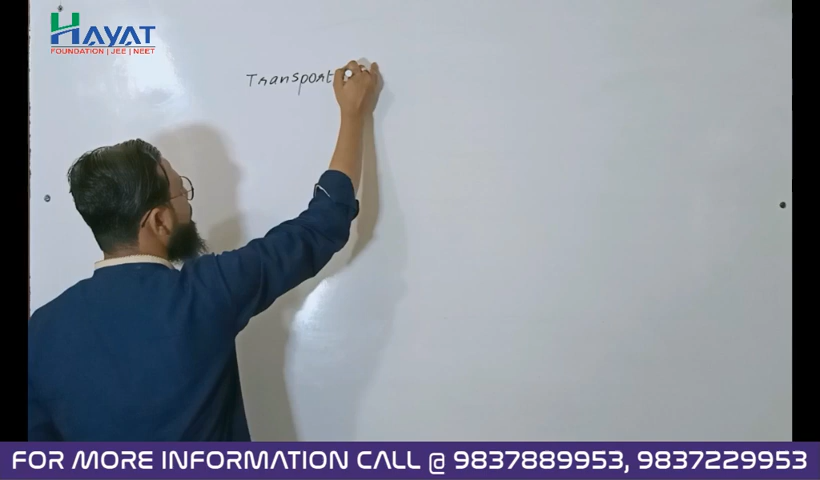 HAYAT
FOUNDATION | JEE | NEET
Transport
FOR MORE INFORMATION CALL @ 9837889953, 9837229953